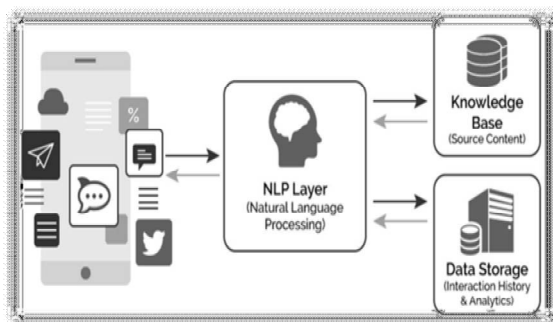 %
NLP Layer
(Natural Language
Processing)
Knowledge
Base
(Source Content)
Data Storage
(Interaction History
& Analytics)